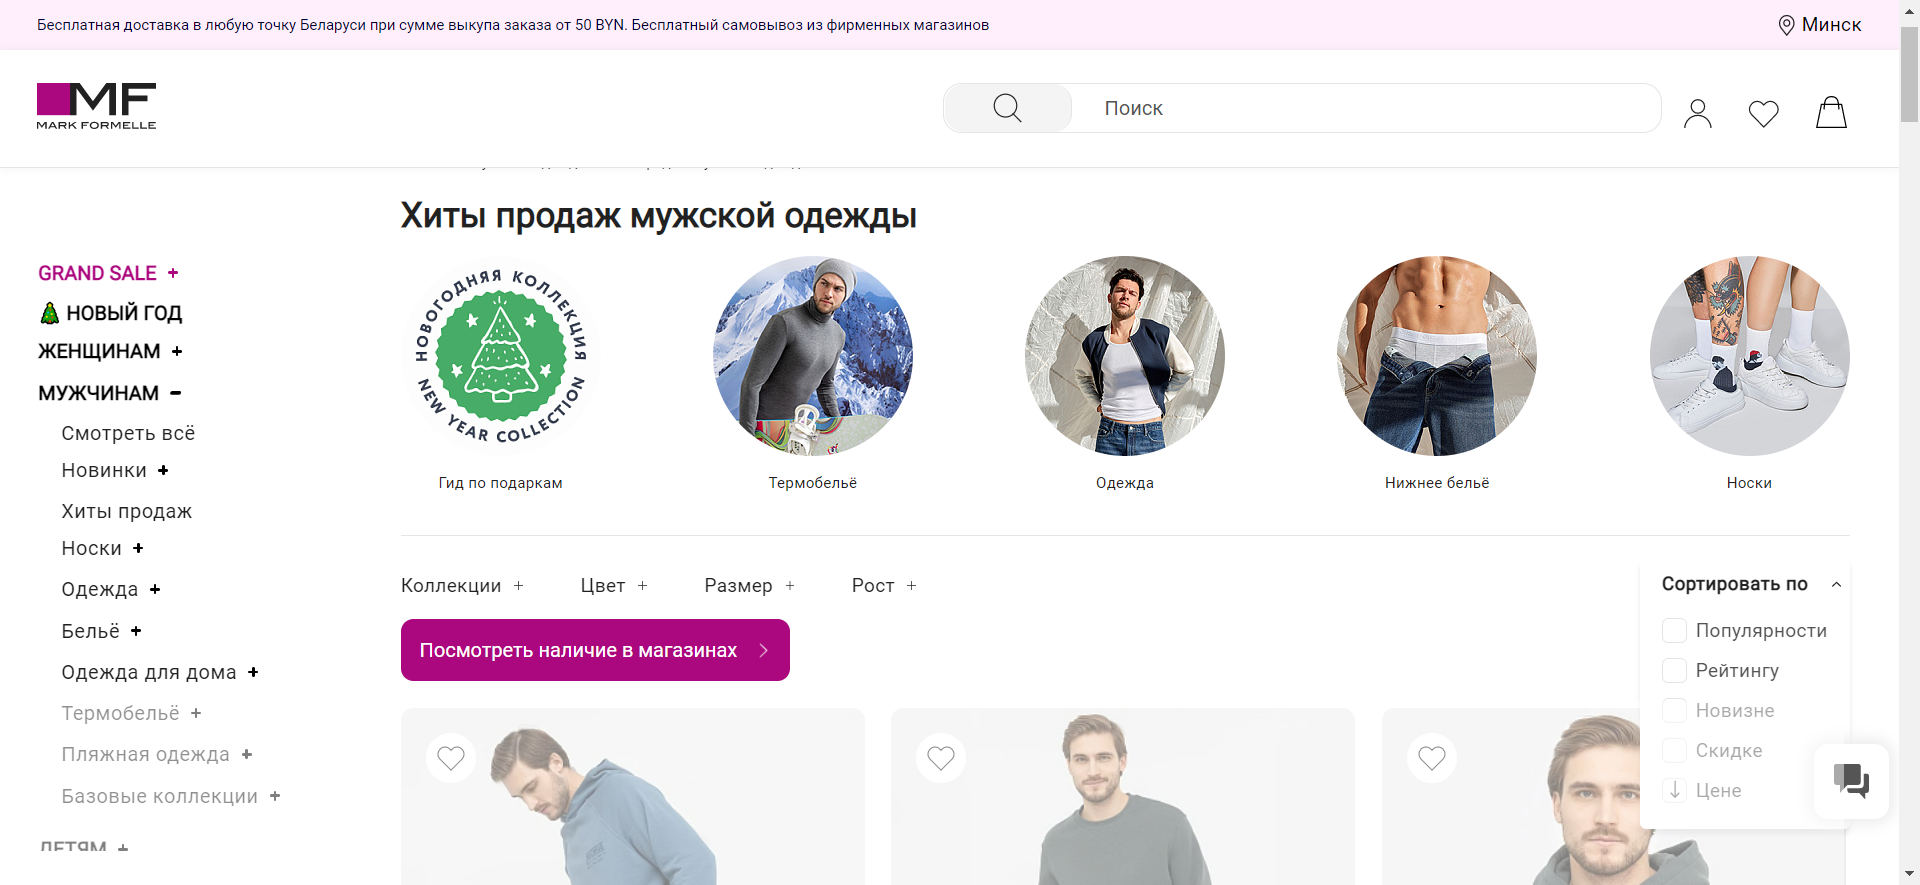 Бесплатная доставка в любую точку Беларуси при сумме выкупа заказа от 50 BYN. Бесплатный самовывоз из фирменных магазинов
Минск
MF
MARK FORMELLE
Поиск
Хиты продаж мужской одежды
GRAND SALE +
НОВЫЙ ГОД
ЖЕНЩИНАМ +
МУЖЧИНАМ −
Смотреть всё
Новинки +
Хиты продаж
Носки +
Одежда +
Бельё +
Одежда для дома +
Термобельё +
Пляжная одежда +
Базовые коллекции +
ДЕТЯМ +
НОВОГОДНЯЯ КОЛЛЕКЦИЯ
NEW YEAR COLLECTION
Гид по подаркам
Термобельё
Одежда
Нижнее бельё
Носки
Коллекции +
Цвет +
Размер +
Рост +
Посмотреть наличие в магазинах
Сортировать по
Популярности
Рейтингу
Новизне
Скидке
Цене